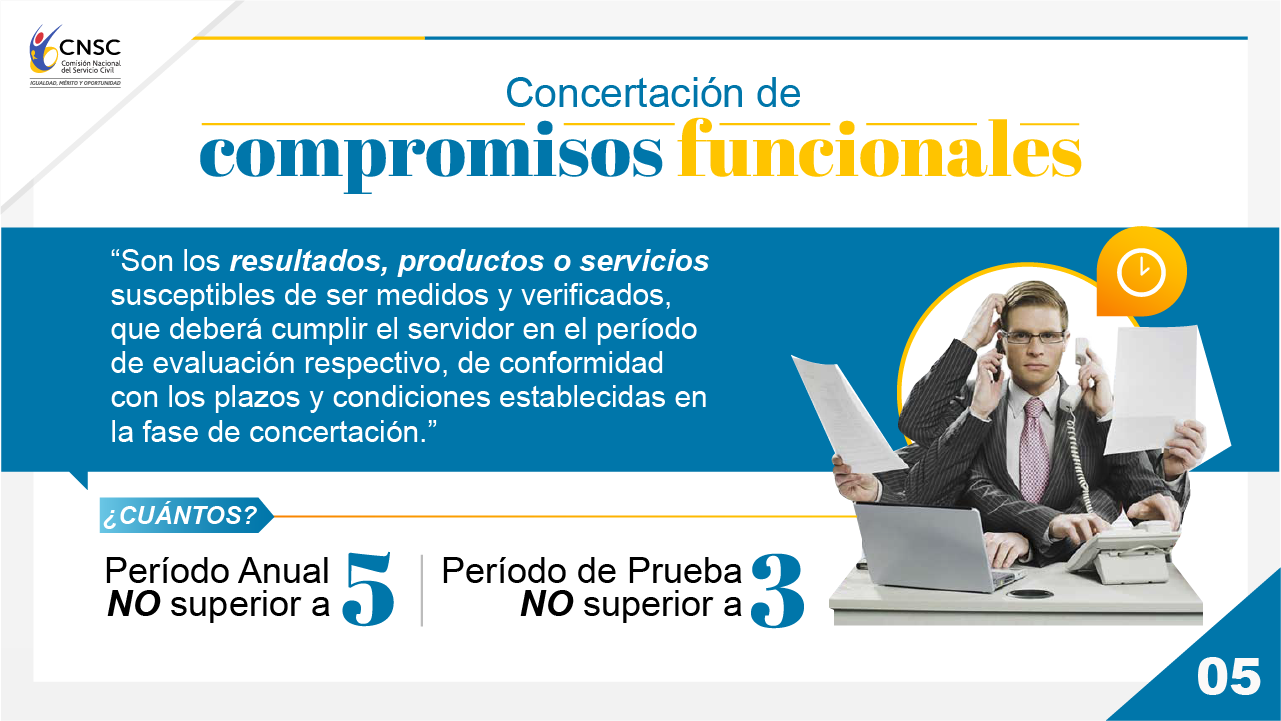 CNSC
Comisión Nacional
del Servicio Civil
IGUALDAD, MÉRITO Y OPORTUNIDAD
Concertación de
compromisos funcionales
“Son los resultados, productos o servicios
susceptibles de ser medidos y verificados,
que deberá cumplir el servidor en el período
de evaluación respectivo, de conformidad
con los plazos y condiciones establecidas en
la fase de concertación.”
¿CUÁNTOS?
Período Anual
NO superior a 5
Período de Prueba
NO superior a 3
05